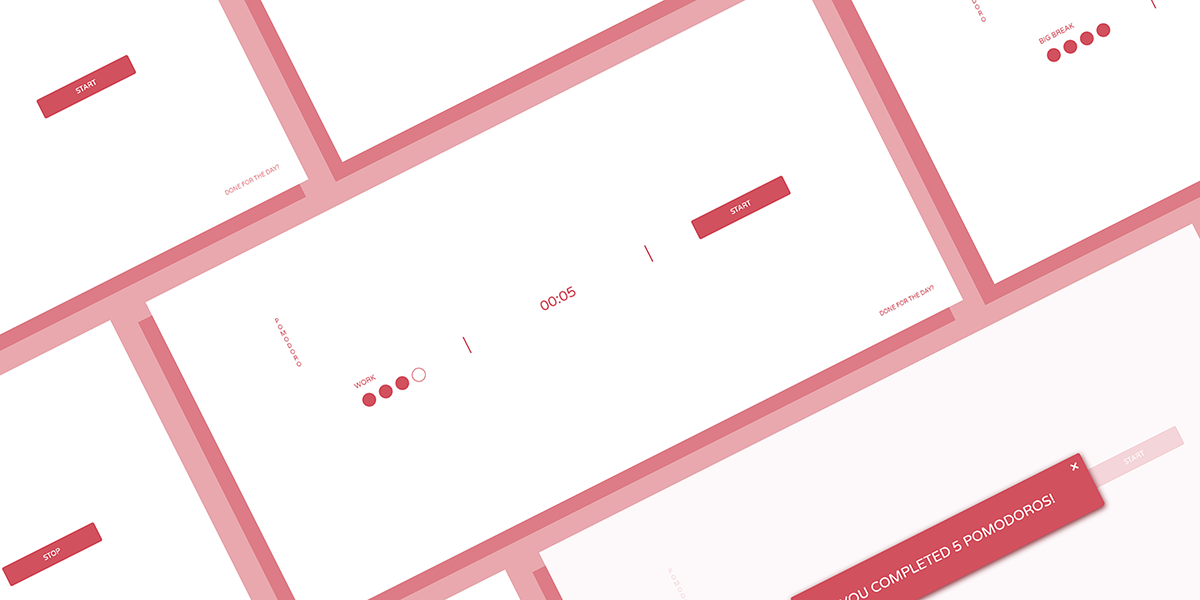 START
DONE FOR THE DAY?
BIG BREAK
POMODORO
WORK
00:05
START
DONE FOR THE DAY?
STOP
START
YOU COMPLETED 5 POMODOROS!